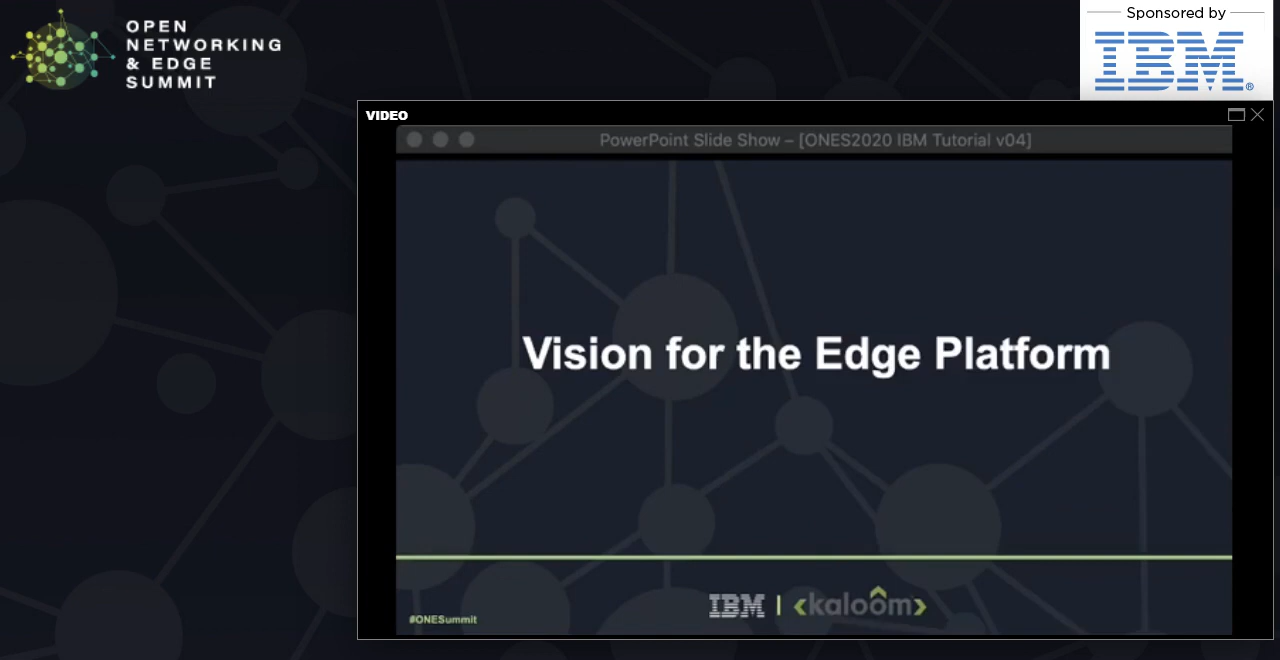 OPEN
NETWORKING
& EDGE
SUMMIT
Sponsored by
IBM®
VIDEO
PowerPoint Slide Show – [ONES2020 IBM Tutorial v04]
Vision for the Edge Platform
#ONESummit
IBM | <kaloom>